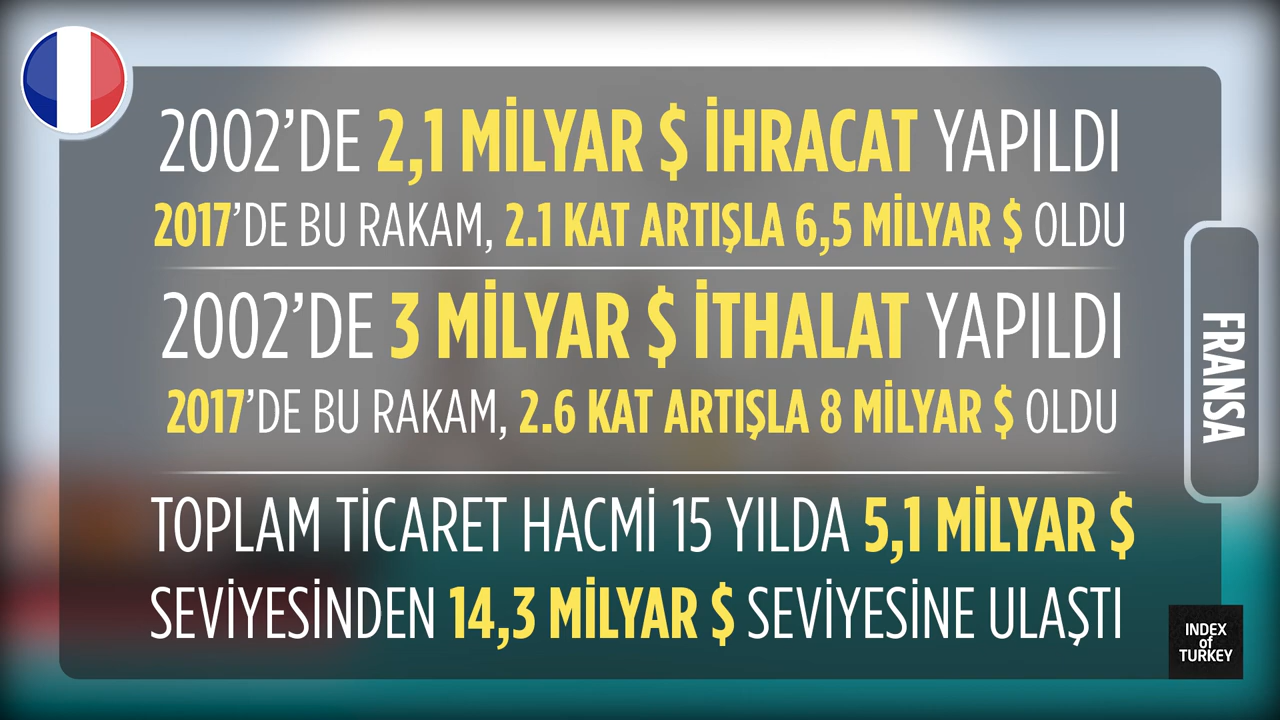 2002’DE 2,1 MİLYAR $ İHRACAT YAPILDI
2017’DE BU RAKAM, 2.1 KAT ARTIŞLA 6,5 MİLYAR $ OLDU
2002’DE 3 MİLYAR $ İTHALAT YAPILDI
2017’DE BU RAKAM, 2.6 KAT ARTIŞLA 8 MİLYAR $ OLDU
TOPLAM TİCARET HACMİ 15 YILDA 5,1 MİLYAR $
SEVİYESİNDEN 14,3 MİLYAR $ SEVİYESİNE ULAŞTI
FRANSA
INDEX
of
TURKEY